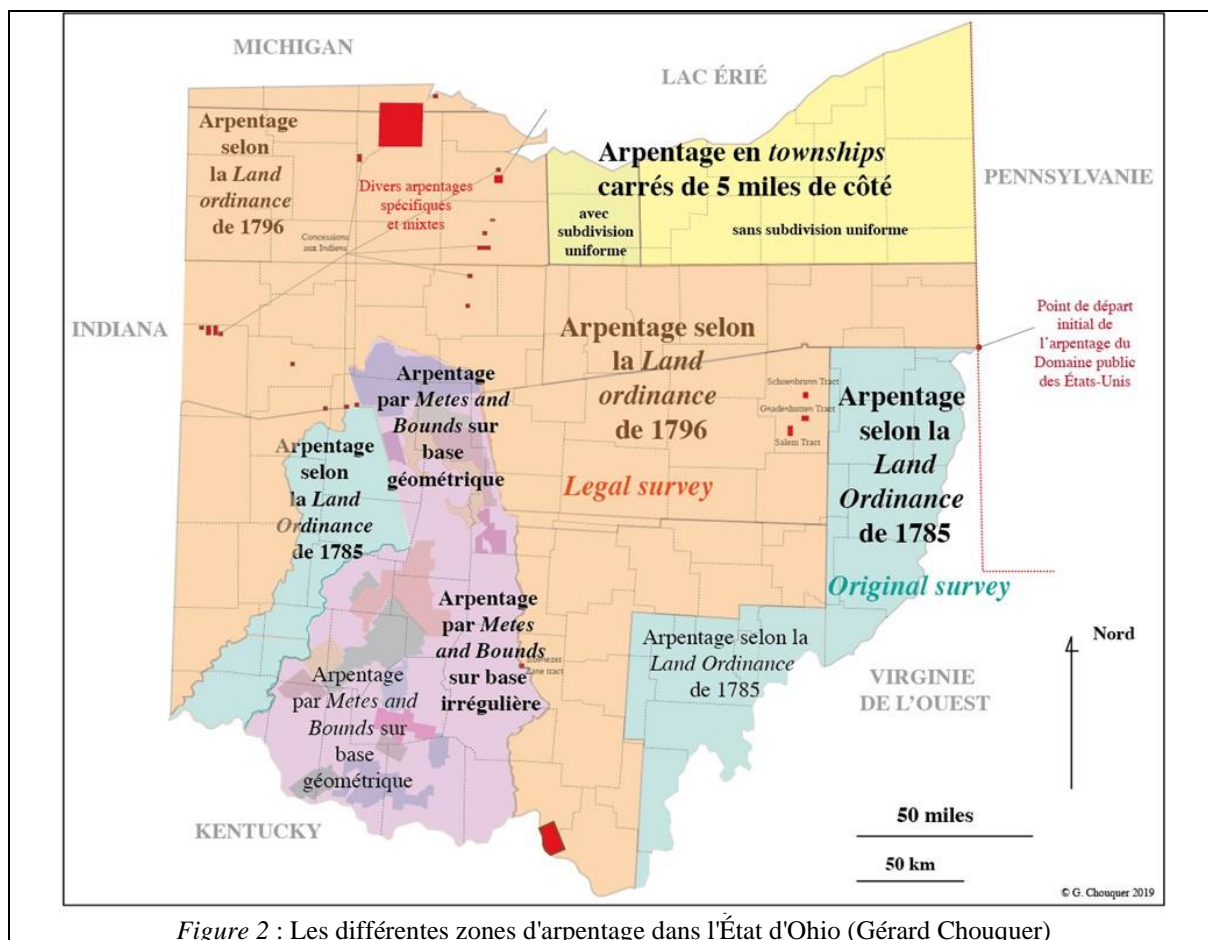 MICHIGAN
LAC ÉRIÉ
PENNSYLVANIE
INDIANA
Arpentage
selon
la Land
ordinance
de 1796
Divers arpentages
spécifiques
et mixtes
Concessions
aux Indiens
Arpentage en townships
carrés de 5 miles de côté
avec
subdivision
uniforme
sans subdivision uniforme
Point de départ
initial de
l'arpentage du
Domaine public
des États-Unis
Arpentage selon
la Land
ordinance
de 1796
Legal survey
Schoenbrunn Tract
Gnadenhutten Tract
Salem Tract
Arpentage
selon la
Land
Ordinance
de 1785
Original survey
Arpentage
par Metes and
Bounds sur
base
géométrique
Arpentage
selon
la Land
Ordinance
de 1785
Arpentage
par Metes
and Bounds
sur base
irrégulière
Zane tract
Arpentage
par Metes and
Bounds sur
base
géométrique
Arpentage selon la
Land Ordinance
de 1785
VIRGINIE
DE L'OUEST
KENTUCKY
Nord
50 miles
50 km
© G. Chouquer 2019
Figure 2 : Les différentes zones d'arpentage dans l'État d'Ohio (Gérard Chouquer)